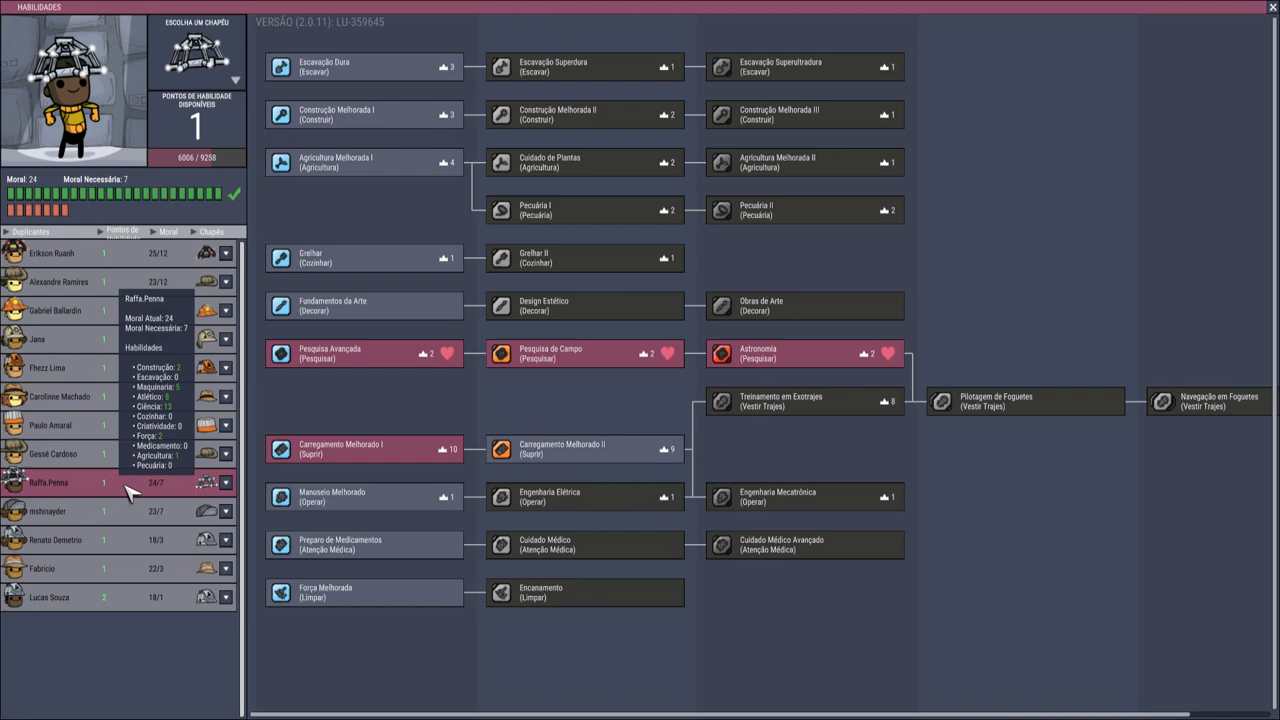 HABILIDADES
ESCOLHA UM CHAPÉU
PONTOS DE HABILIDADE
DISPONÍVEIS
1
6006 / 9258
Moral: 24 Moral Necessária: 7
Duplicantes Pontos de Moral Chapéu
Erikson Ruanh 1 25/12
Alexandre Ramires 1 23/12
Gabriel Ballardin 1
Jana 1
Fhezz Lima 1
Carolinne Machado 1
Paulo Amaral 1
Gessé Cardoso 1
Raffa.Penna 1 24/7
mshinayder 1 23/7
Renato Demetrio 1 18/3
Fabricio 1 22/3
Lucas Souza 2 18/1
Raffa.Penna
Moral Atual: 24
Moral Necessária: 7
Habilidades
• Construção: 2
• Escavação: 0
• Maquinaria: 5
• Atlético: 8
• Ciência: 13
• Cozinhar: 0
• Criatividade: 0
• Força: 2
• Medicamento: 0
• Agricultura: 1
• Pecuária: 0
VERSÃO (2.0.11): LU-359645
Escavação Dura
(Escavar) 3
Escavação Superdura
(Escavar) 1
Escavação Superultradura
(Escavar) 1
Construção Melhorada I
(Construir) 3
Construção Melhorada II
(Construir) 2
Construção Melhorada III
(Construir) 1
Agricultura Melhorada I
(Agricultura) 4
Cuidado de Plantas
(Agricultura) 2
Agricultura Melhorada II
(Agricultura) 1
Pecuária I
(Pecuária) 2
Pecuária II
(Pecuária) 2
Grelhar
(Cozinhar) 1
Grelhar II
(Cozinhar) 1
Fundamentos da Arte
(Decorar)
Design Estético
(Decorar)
Obras de Arte
(Decorar)
Pesquisa Avançada
(Pesquisar) 2
Pesquisa de Campo
(Pesquisar) 2
Astronomia
(Pesquisar) 2
Treinamento em Exotrajes
(Vestir Trajes) 8
Pilotagem de Foguetes
(Vestir Trajes)
Navegação em Foguetes
(Vestir Trajes)
Carregamento Melhorado I
(Suprir) 10
Carregamento Melhorado II
(Suprir) 9
Manuseio Melhorado
(Operar) 1
Engenharia Elétrica
(Operar) 1
Engenharia Mecatrônica
(Operar) 1
Preparo de Medicamentos
(Atenção Médica)
Cuidado Médico
(Atenção Médica)
Cuidado Médico Avançado
(Atenção Médica)
Força Melhorada
(Limpar)
Encanamento
(Limpar)